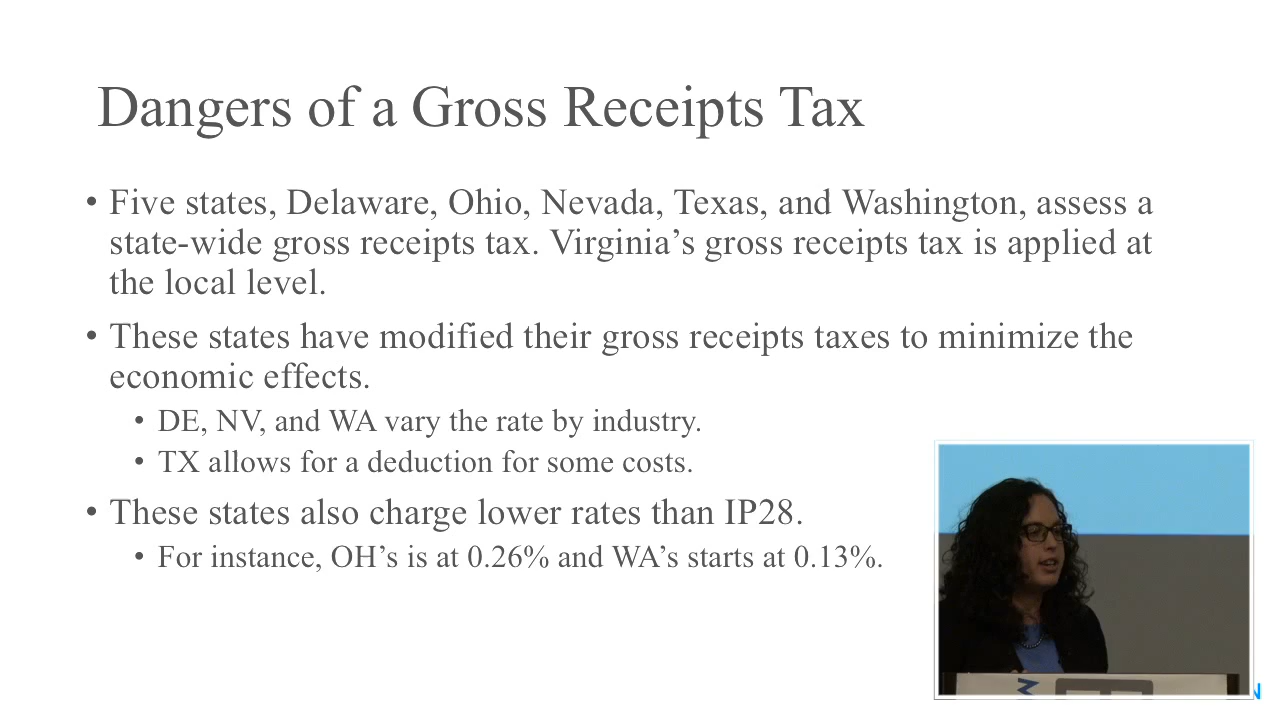 Dangers of a Gross Receipts Tax
• Five states, Delaware, Ohio, Nevada, Texas, and Washington, assess a
state-wide gross receipts tax. Virginia’s gross receipts tax is applied at
the local level.
• These states have modified their gross receipts taxes to minimize the
economic effects.
• DE, NV, and WA vary the rate by industry.
• TX allows for a deduction for some costs.
• These states also charge lower rates than IP28.
• For instance, OH’s is at 0.26% and WA’s starts at 0.13%.